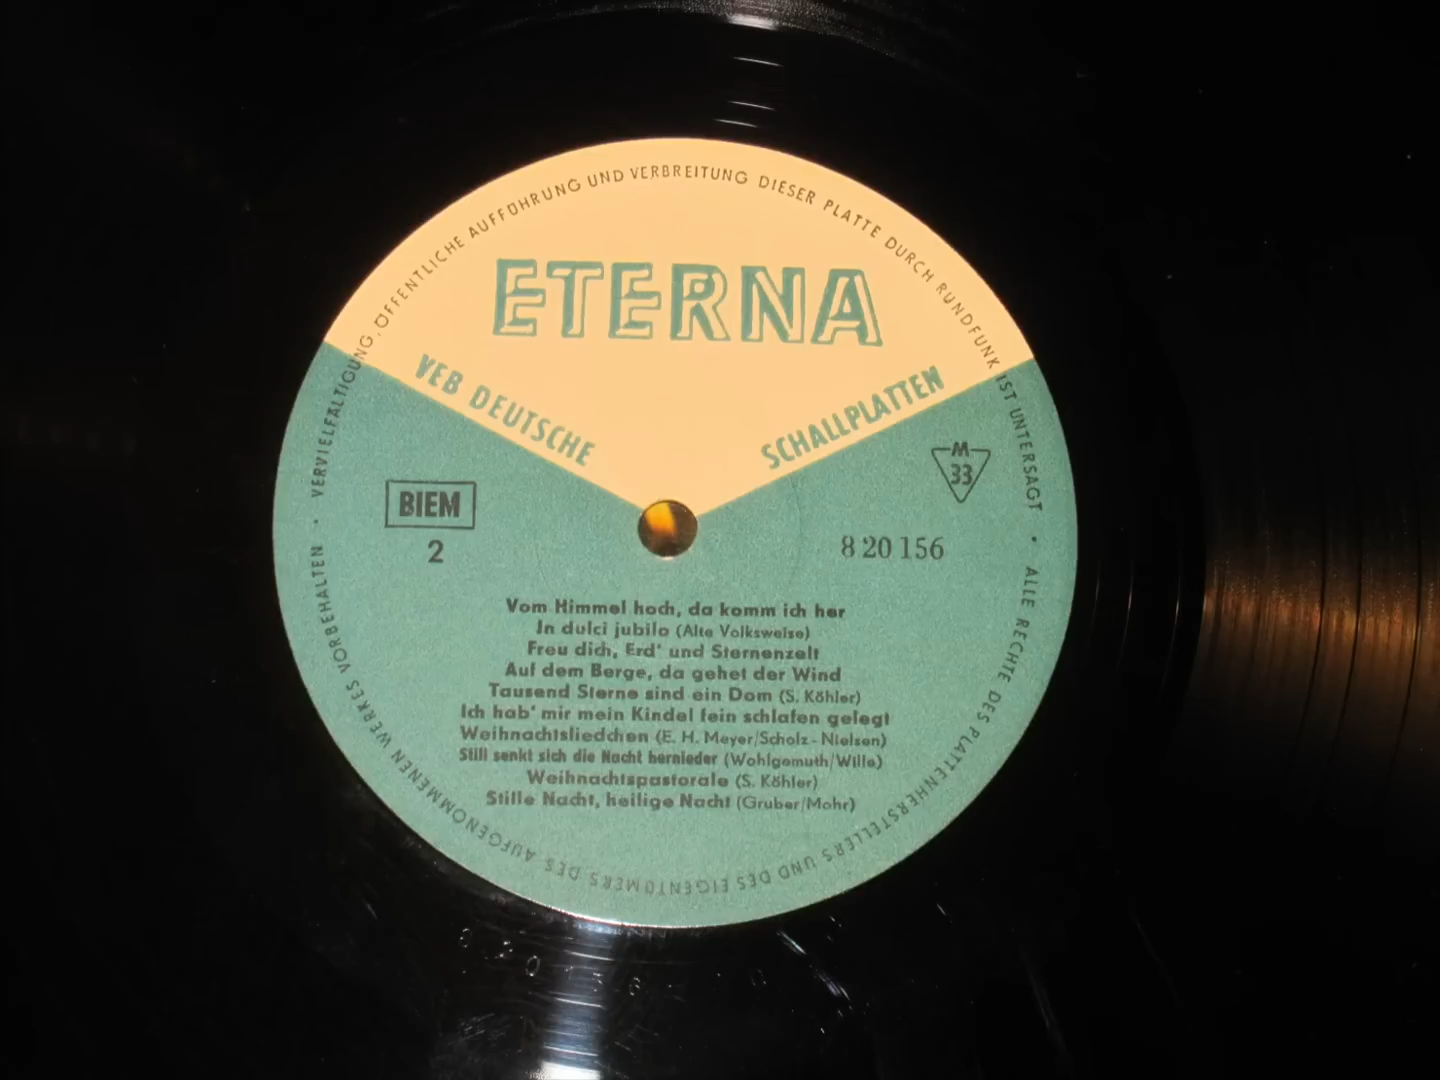 VERVIELFÄLTIGUNG, ÖFFENTLICHE AUFFÜHRUNG UND VERBREITUNG DIESER PLATTE DURCH RUNDFUNK IST UNTERSAGT • ALLE RECHTE DES PLATTENHERSTELLERS UND DES EIGENTÜMERS DES AUFGENOMMENEN WERKES VORBEHALTEN •
ETERNA
VEB DEUTSCHE SCHALLPLATTEN
M
33
BIEM
2
8 20 156
Vom Himmel hoch, da komm ich her
In dulci jubilo (Alte Volksweise)
Freu dich, Erd' und Sternenzelt
Auf dem Berge, da gehet der Wind
Tausend Sterne sind ein Dom (S. Köhler)
Ich hab' mir mein Kindel fein schlafen gelegt
Weihnachtsliedchen (E. H. Meyer/Scholz-Nielsen)
Still senkt sich die Nacht hernieder (Wohlgemuth/Wille)
Weihnachtspastorale (S. Köhler)
Stille Nacht, heilige Nacht (Gruber/Mohr)